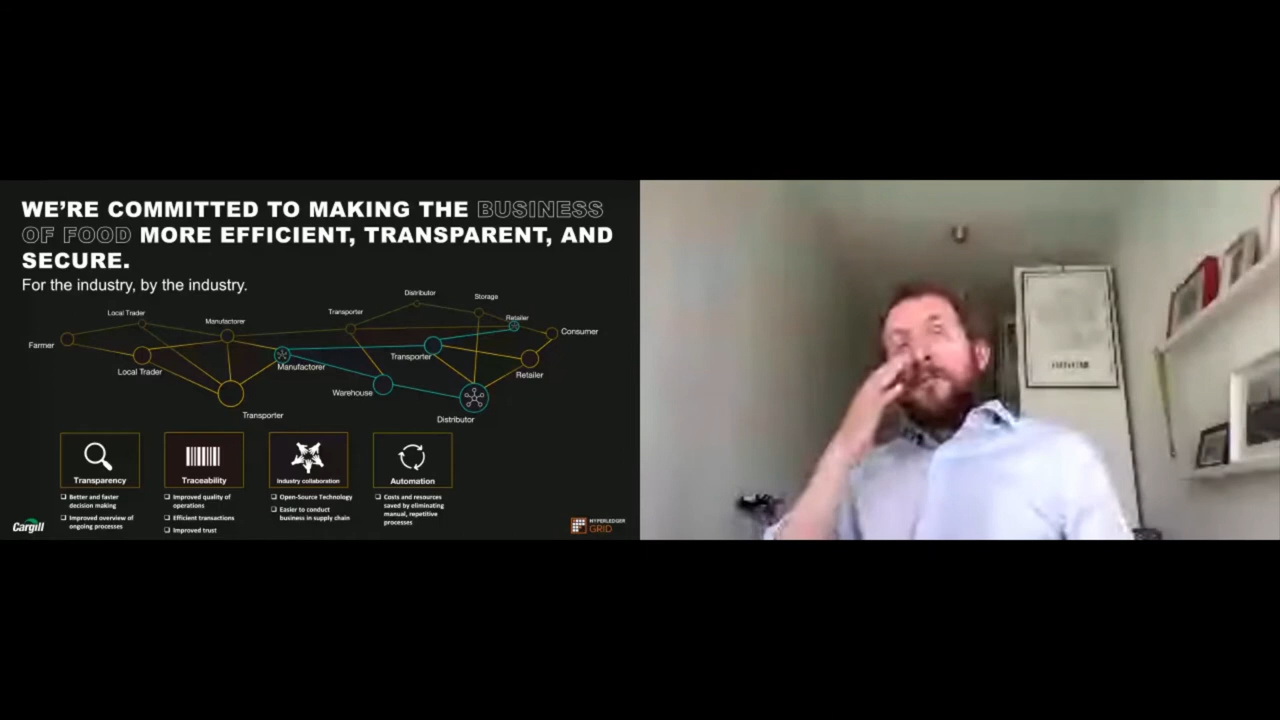 WE'RE COMMITTED TO MAKING THE BUSINESS
OF FOOD MORE EFFICIENT, TRANSPARENT, AND
SECURE.
For the industry, by the industry.
Distributor
Storage
Local Trader
Transporter
Retailer
Manufactorer
Consumer
Farmer
Transporter
Manufactorer
Local Trader
Retailer
Warehouse
Transporter
Distributor
Transparency
Traceability
Industry collaboration
Automation
Better and faster
decision making
Improved overview of
ongoing processes
Improved quality of
operations
Efficient transactions
Improved trust
Open-Source Technology
Easier to conduct
business in supply chain
Costs and resources
saved by eliminating
manual, repetitive
processes
Cargill
HYPERLEDGER
GRID